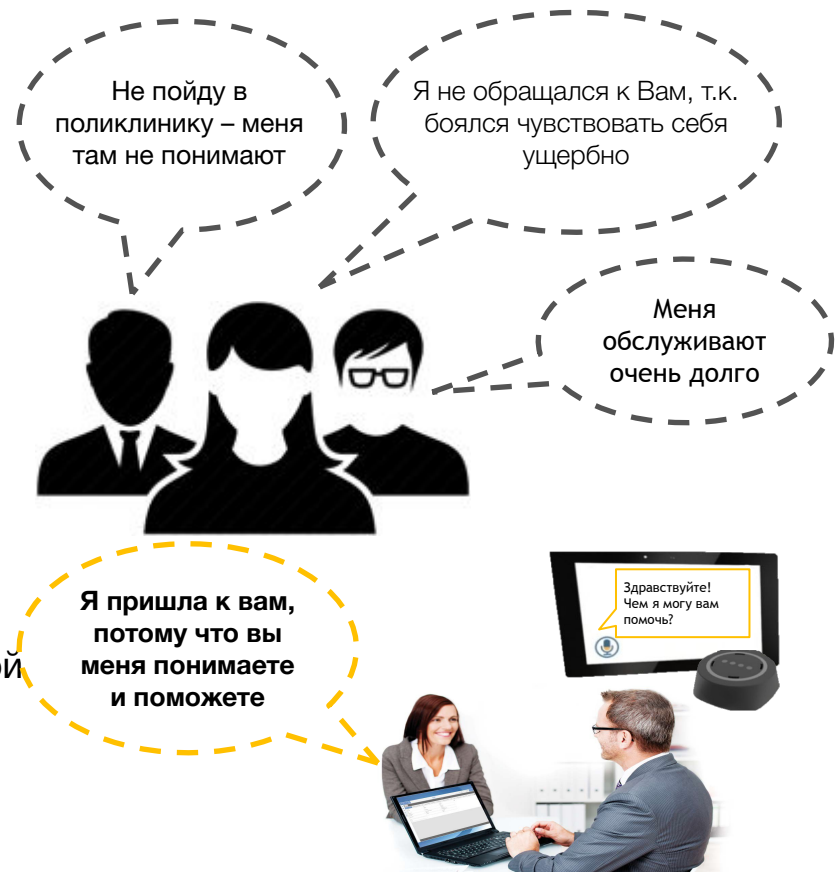 Не пойду в
поликлинику – меня
там не понимают
Я не обращался к Вам, т.к.
боялся чувствовать себя
ущербно
Меня
обслуживают
очень долго
Здравствуйте!
Чем я могу вам
помочь?
Я пришла к вам,
потому что вы
меня понимаете
и поможете
ой